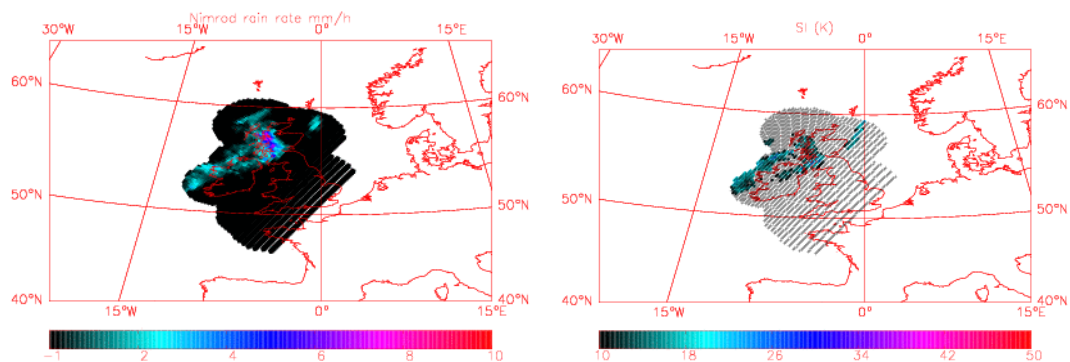 Nimrod rain rate mm/h
30°W 15°W 0° 15°E
60°N 60°N
50°N 50°N
40°N 40°N
15°W 0° 15°E
-1 2 4 6 8 10
SI (K)
30°W 15°W 0° 15°E
60°N 60°N
50°N 50°N
40°N 40°N
15°W 0° 15°E
10 18 26 34 42 50